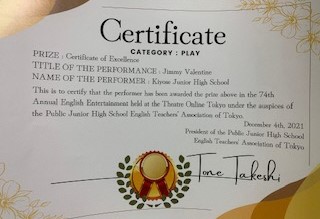 Certificate
CATEGORY : PLAY
PRIZE : Certificate of Excellence
TITLE OF THE PERFORMANCE : Jimmy Valentine
NAME OF THE PERFORMER : Kiyose Junior High School
This is to certify that the performer has been awarded the prize above in the 74th
Annual English Entertainment held at the Theatre Online Tokyo under the auspices of
the Public Junior High School English Teachers' Association of Tokyo.
December 4th, 2021
President of the Public Junior High School
English Teachers' Association of Tokyo
Tone Takeshi